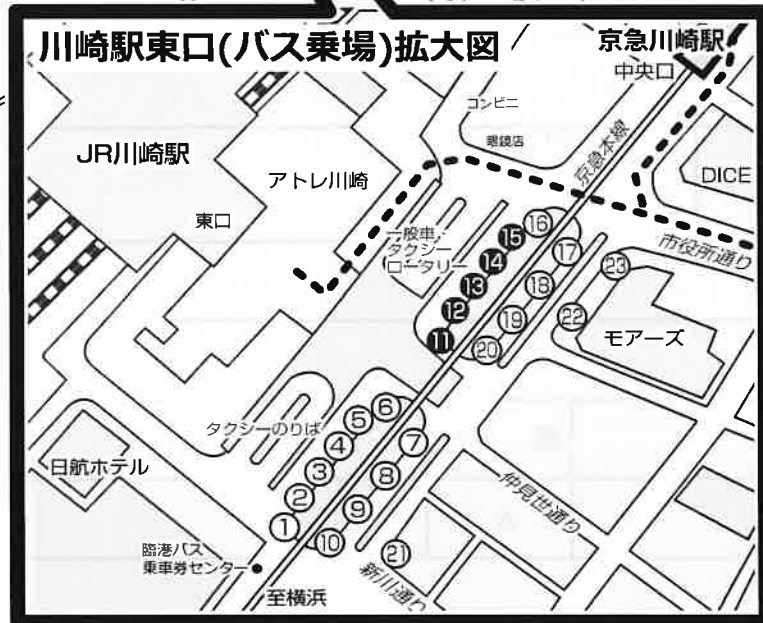 川崎駅東口(バス乗場)拡大図
京急川崎駅
中央口
コンビニ
眼鏡店
京急本線
JR川崎駅
アトレ川崎
DICE
東口
一般車・
タクシー
ロータリー
市役所通り
⑯
⑮
⑭
⑬
⑫
⑪
⑰
⑱
⑲
⑳
㉓
㉒
モアーズ
タクシーのりば
⑥
⑤
④
③
②
①
⑦
⑧
⑨
⑩
日航ホテル
仲見世通り
㉑
新川通り
臨港バス
乗車券センター
至横浜